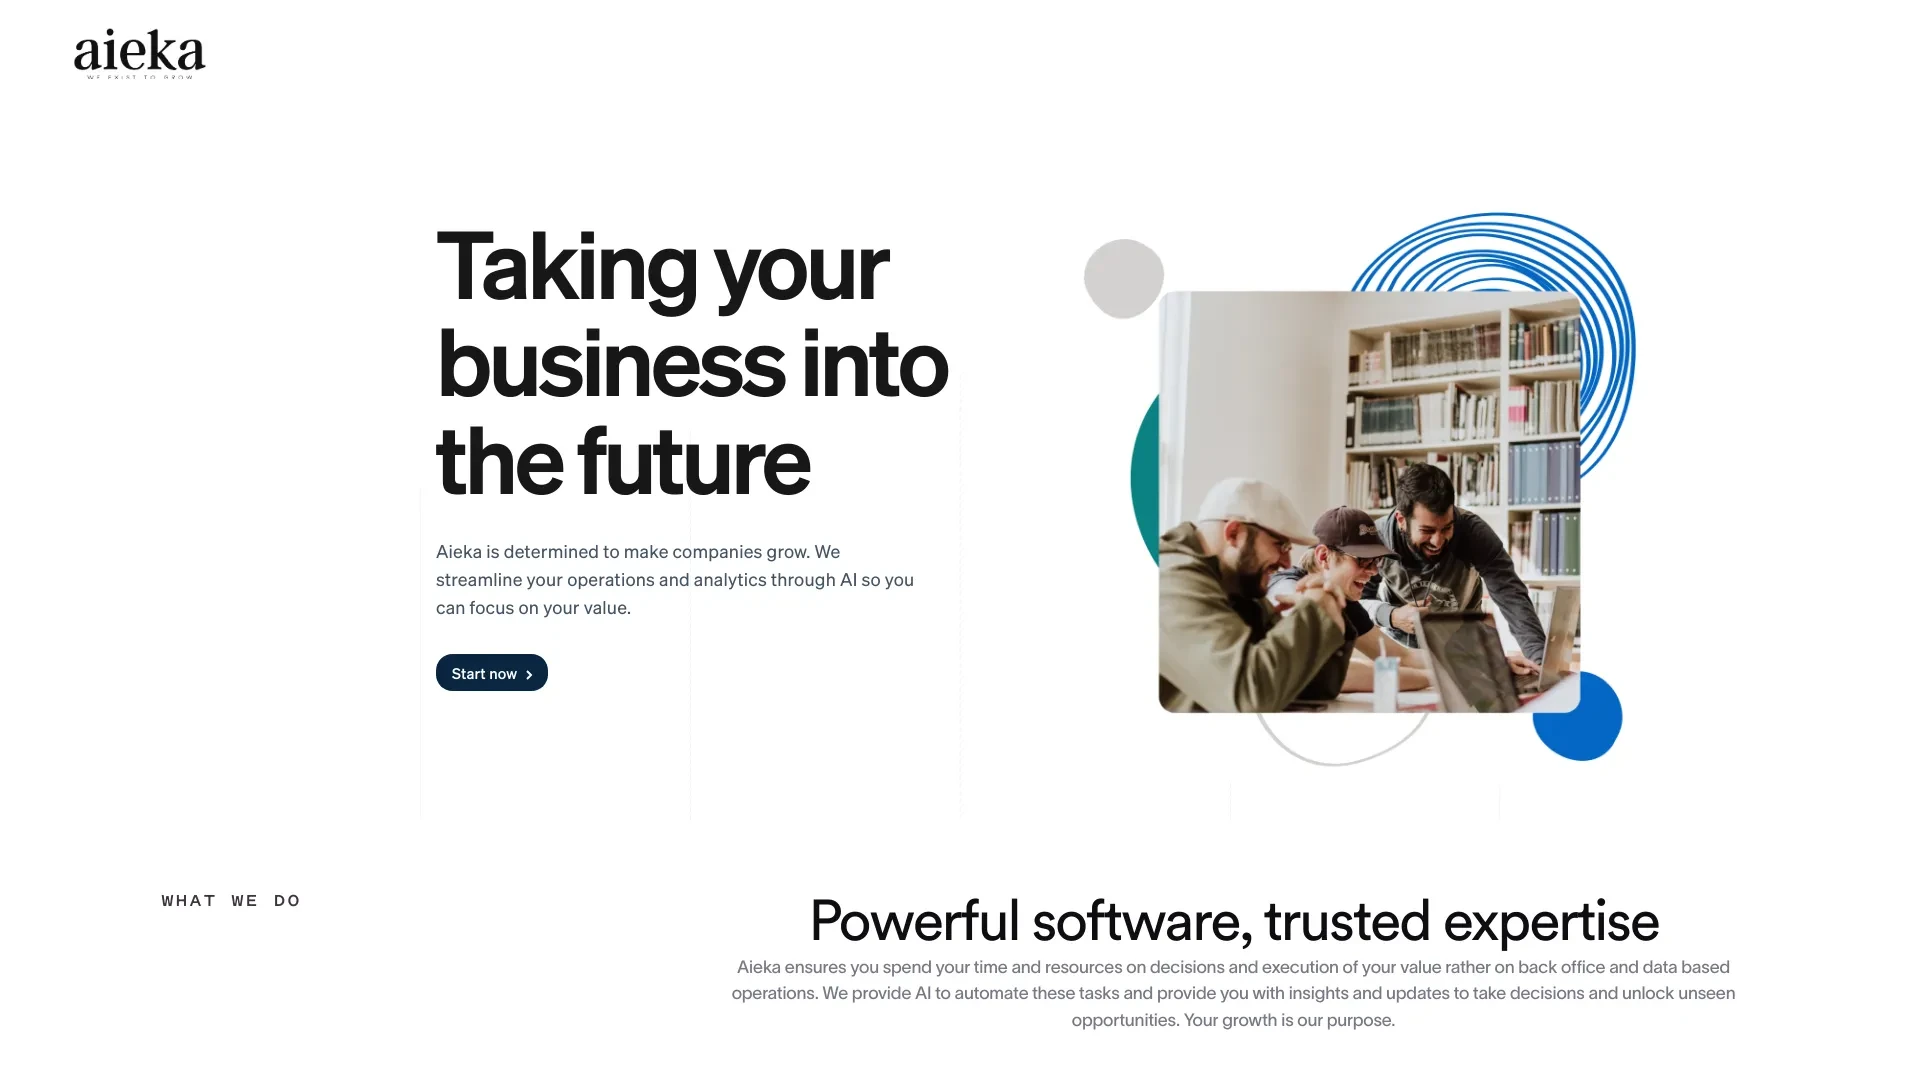 aieka
WE EXIST TO GROW
Taking your
business into
the future
Aieka is determined to make companies grow. We
streamline your operations and analytics through AI so you
can focus on your value.
Start now
WHAT WE DO
Powerful software, trusted expertise
Aieka ensures you spend your time and resources on decisions and execution of your value rather on back office and data based
operations. We provide AI to automate these tasks and provide you with insights and updates to take decisions and unlock unseen
opportunities. Your growth is our purpose.